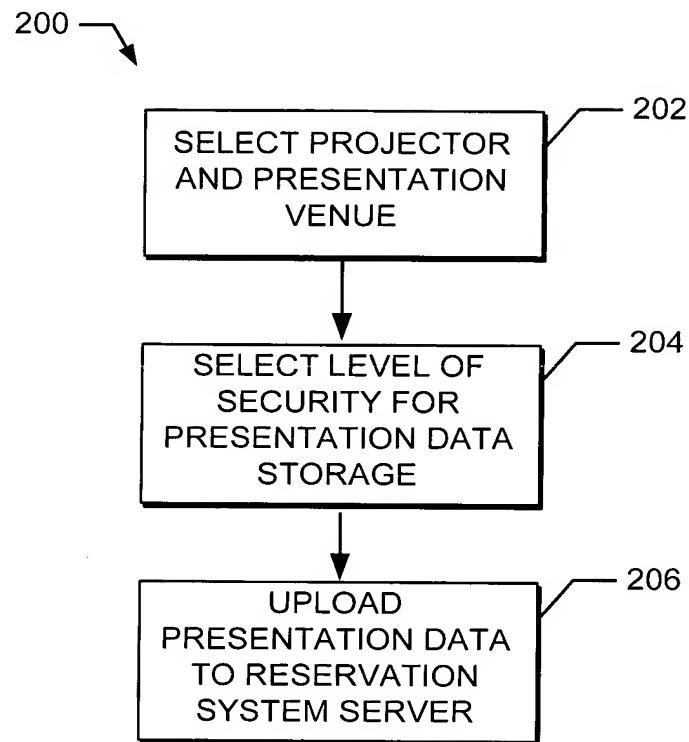 200
202
SELECT PROJECTOR
AND PRESENTATION
VENUE
204
SELECT LEVEL OF
SECURITY FOR
PRESENTATION DATA
STORAGE
206
UPLOAD
PRESENTATION DATA
TO RESERVATION
SYSTEM SERVER